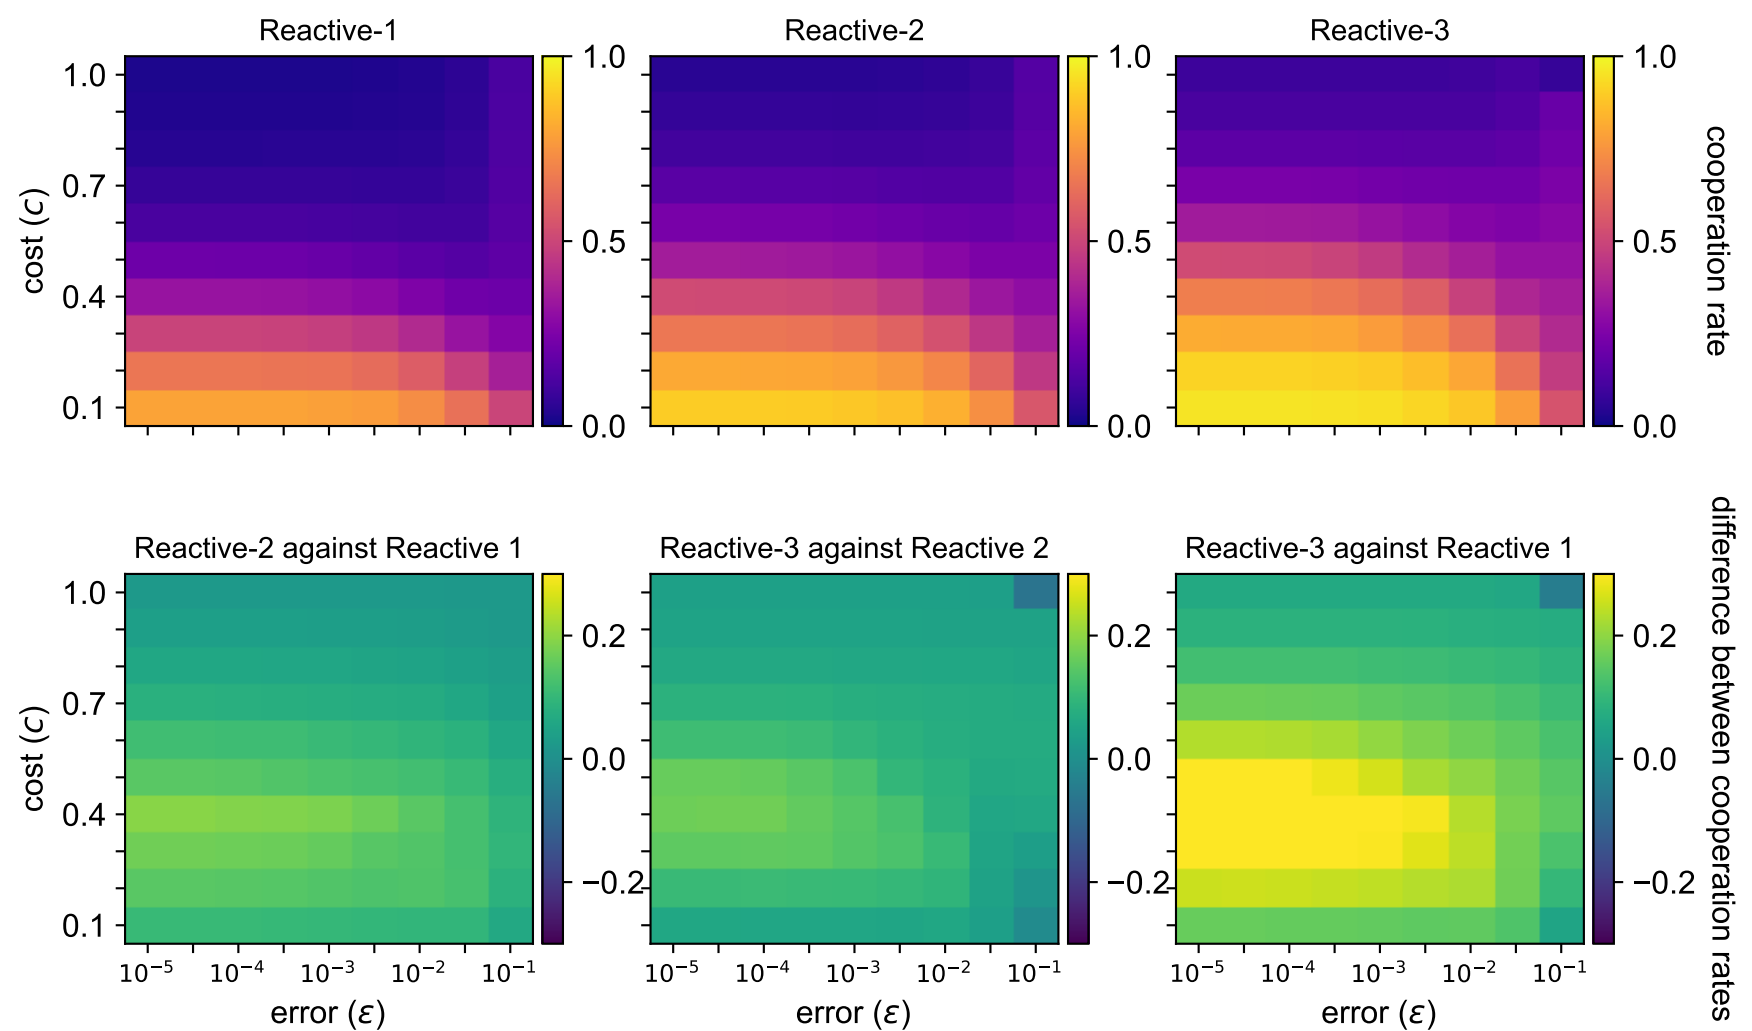 Reactive-1
Reactive-2
Reactive-3
1.0
0.7
0.4
0.1
cost (c)
1.0
0.5
0.0
1.0
0.5
0.0
1.0
0.5
0.0
cooperation rate
Reactive-2 against Reactive 1
Reactive-3 against Reactive 2
Reactive-3 against Reactive 1
1.0
0.7
0.4
0.1
cost (c)
0.2
0.0
−0.2
0.2
0.0
−0.2
0.2
0.0
−0.2
difference between cooperation rates
10⁻⁵ 10⁻⁴ 10⁻³ 10⁻² 10⁻¹
10⁻⁵ 10⁻⁴ 10⁻³ 10⁻² 10⁻¹
10⁻⁵ 10⁻⁴ 10⁻³ 10⁻² 10⁻¹
error (ε)
error (ε)
error (ε)